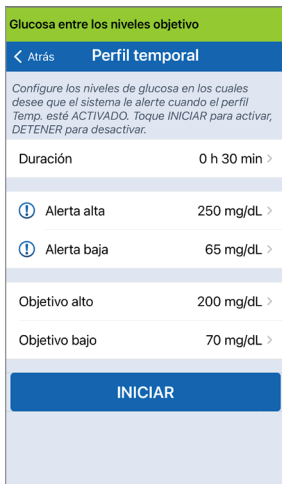 Glucosa entre los niveles objetivo
Atrás Perfil temporal
Configure los niveles de glucosa en los cuales
desee que el sistema le alerte cuando el perfil
Temp. esté ACTIVADO. Toque INICIAR para activar,
DETENER para desactivar.
Duración 0 h 30 min
Alerta alta 250 mg/dL
Alerta baja 65 mg/dL
Objetivo alto 200 mg/dL
Objetivo bajo 70 mg/dL
INICIAR